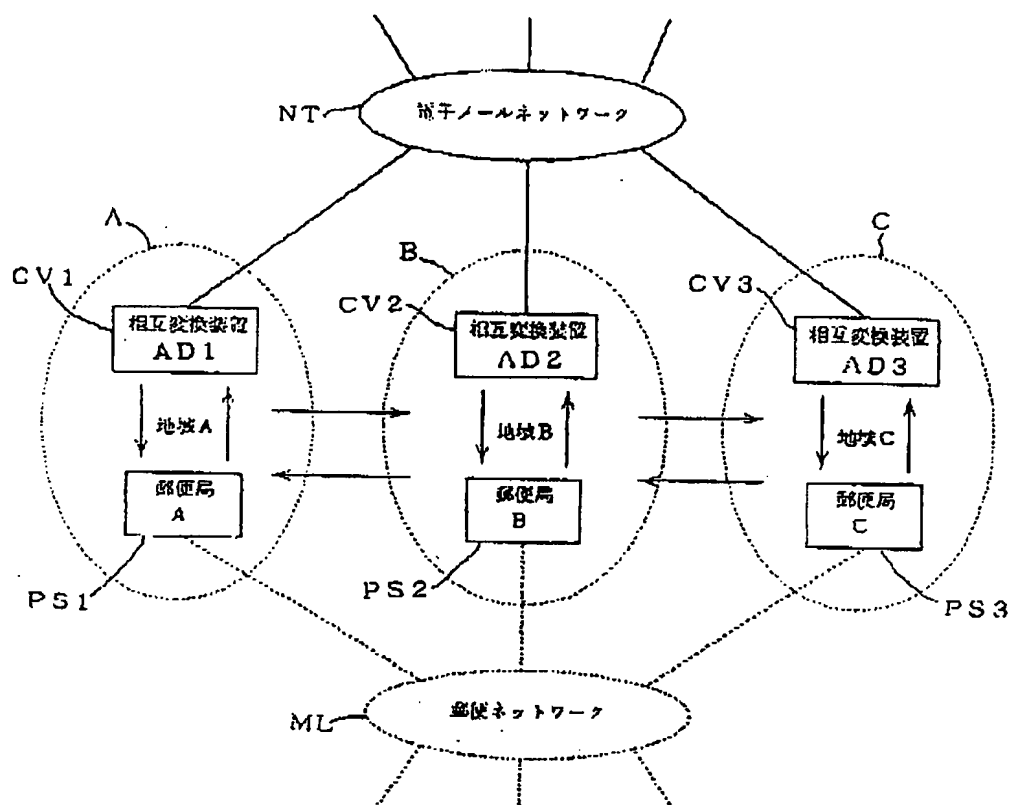 NT
電子メールネットワーク
A
B
C
CV1
CV2
CV3
相互変換装置
AD1
相互変換装置
AD2
相互変換装置
AD3
地域A
地域B
地域C
郵便局
A
郵便局
B
郵便局
C
PS1
PS2
PS3
ML
郵便ネットワーク